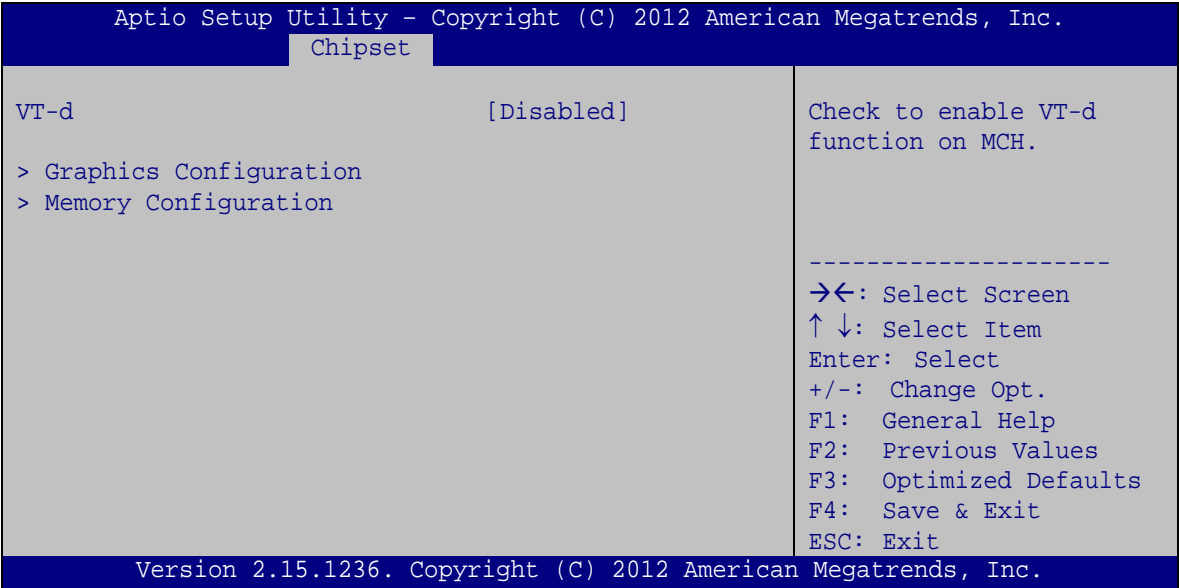 Aptio Setup Utility – Copyright (C) 2012 American Megatrends, Inc.
Chipset
VT-d [Disabled]
> Graphics Configuration
> Memory Configuration
Check to enable VT-d
function on MCH.
---------------------
→←: Select Screen
↑ ↓: Select Item
Enter: Select
+/-: Change Opt.
F1: General Help
F2: Previous Values
F3: Optimized Defaults
F4: Save & Exit
ESC: Exit
Version 2.15.1236. Copyright (C) 2012 American Megatrends, Inc.